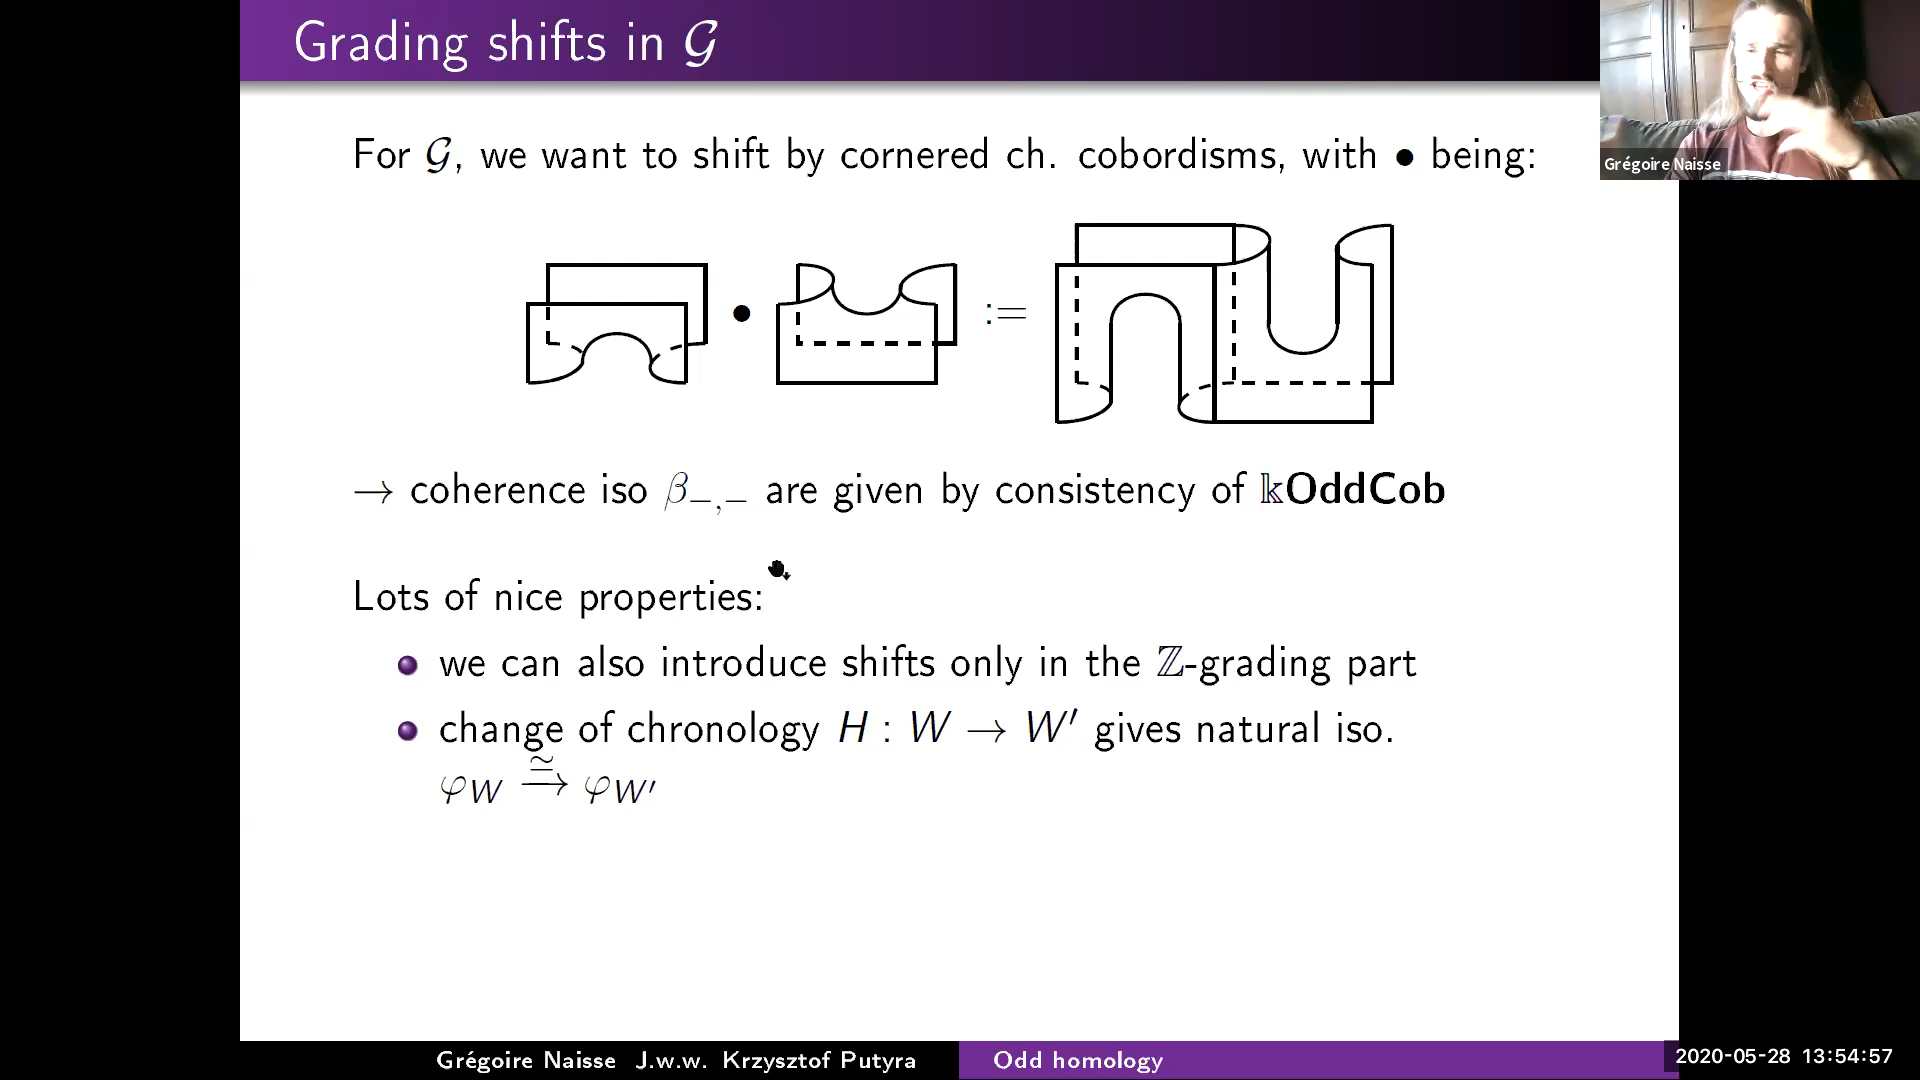 Grading shifts in 𝒢
Grégoire Naisse
For 𝒢, we want to shift by cornered ch. cobordisms, with • being:
• :=
→ coherence iso β₋,₋ are given by consistency of 𝕜OddCob
Lots of nice properties:
we can also introduce shifts only in the ℤ-grading part
change of chronology H : W → W′ gives natural iso.
φ_W ≃→ φ_W′
Grégoire Naisse J.w.w. Krzysztof Putyra
Odd homology
2020-05-28 13:54:57